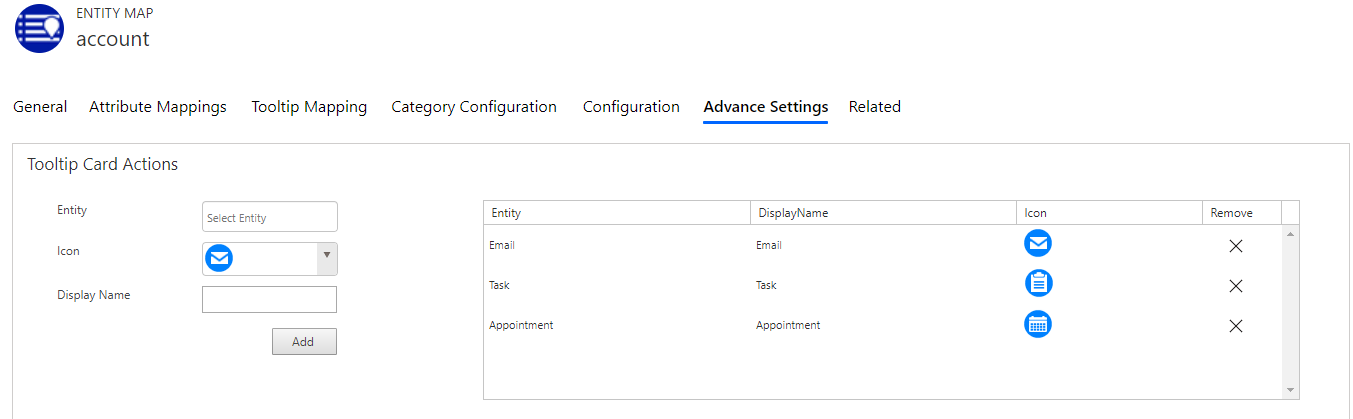 ENTITY MAP
account
General Attribute Mappings Tooltip Mapping Category Configuration Configuration Advance Settings Related
Tooltip Card Actions
Entity Select Entity
Icon
Display Name
Add
Entity DisplayName Icon Remove
Email Email
Task Task
Appointment Appointment